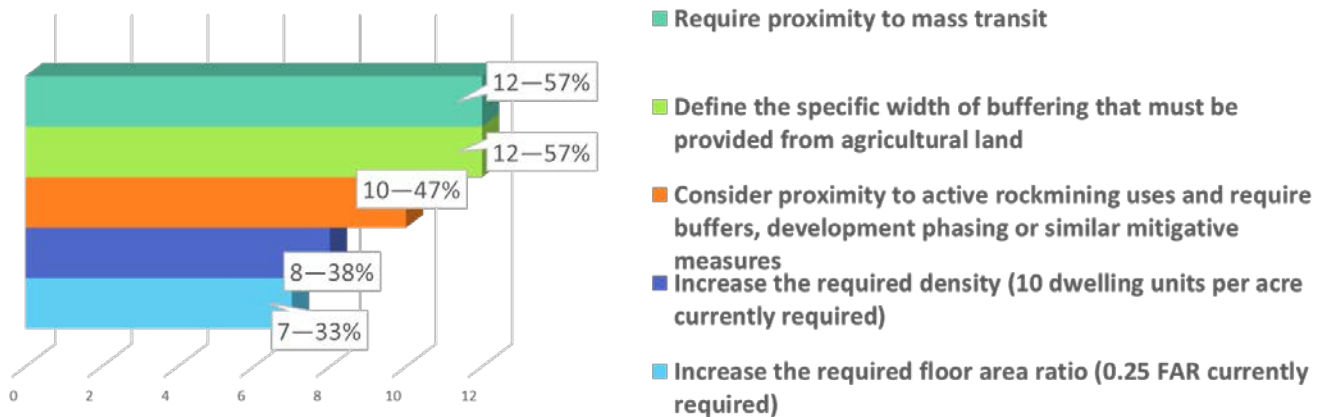 12—57%
12—57%
10—47%
8—38%
7—33%
0 2 4 6 8 10 12
Require proximity to mass transit
Define the specific width of buffering that must be
provided from agricultural land
Consider proximity to active rockmining uses and require
buffers, development phasing or similar mitigative
measures
Increase the required density (10 dwelling units per acre
currently required)
Increase the required floor area ratio (0.25 FAR currently
required)